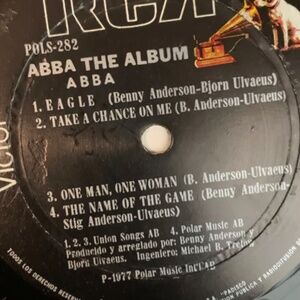 RCA
POLS-282
ABBA THE ALBUM
ABBA
1. EAGLE (Benny Anderson-Bjorn Ulvaeus)
2. TAKE A CHANCE ON ME (B. Anderson-Ulvaeus)
3. ONE MAN, ONE WOMAN (B. Anderson-Ulvaeus)
4. THE NAME OF THE GAME (Benny Anderson-
Stig Anderson-Ulvaeus)
1. 2. 3. Union Songs AB 4. Polar Music AB
Producido y arreglado por: Benny Anderson y
Bjorn Ulvaeus. Ingeniero: Michael B. Tretow
P-1977 Polar Music Int. AB
Victor
TODOS LOS DERECHOS RESERV
PUBLICA Y RADIODIFUSION